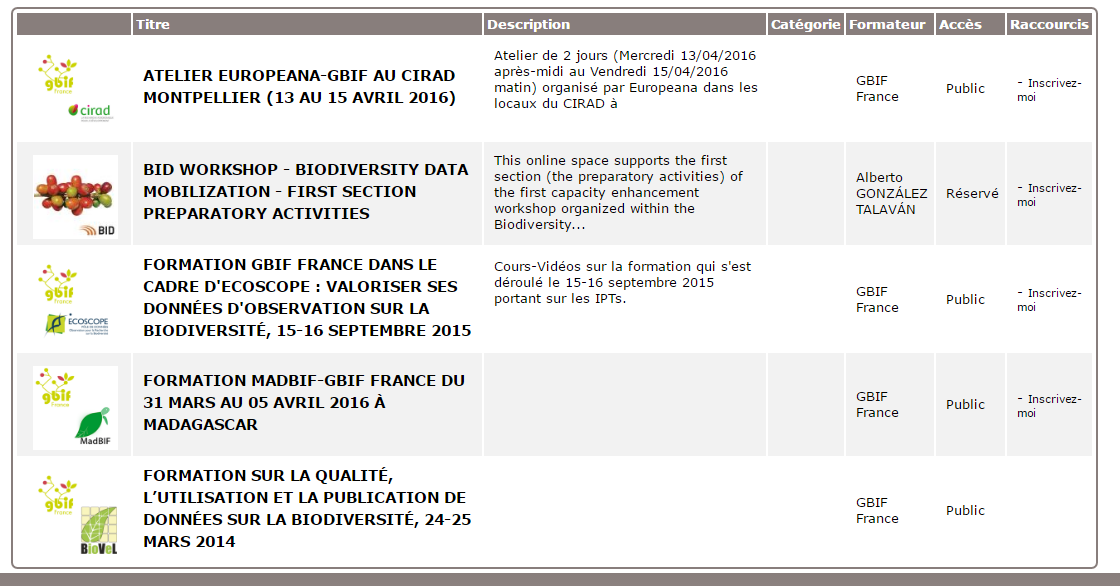 Titre Description Catégorie Formateur Accès Raccourcis
gbif
France
cirad
ATELIER EUROPEANA-GBIF AU CIRAD
MONTPELLIER (13 AU 15 AVRIL 2016)
Atelier de 2 jours (Mercredi 13/04/2016
après-midi au Vendredi 15/04/2016
matin) organisé par Europeana dans les
locaux du CIRAD à
GBIF
France
Public
- Inscrivez-
moi
BID
BID WORKSHOP - BIODIVERSITY DATA
MOBILIZATION - FIRST SECTION
PREPARATORY ACTIVITIES
This online space supports the first
section (the preparatory activities) of
the first capacity enhancement
workshop organized within the
Biodiversity...
Alberto
GONZÁLEZ
TALAVÁN
Réservé
- Inscrivez-
moi
gbif
France
ECOSCOPE
FORMATION GBIF FRANCE DANS LE
CADRE D'ECOSCOPE : VALORISER SES
DONNÉES D'OBSERVATION SUR LA
BIODIVERSITÉ, 15-16 SEPTEMBRE 2015
Cours-Vidéos sur la formation qui s'est
déroulé le 15-16 septembre 2015
portant sur les IPTs.
GBIF
France
Public
- Inscrivez-
moi
gbif
France
MadBIF
FORMATION MADBIF-GBIF FRANCE DU
31 MARS AU 05 AVRIL 2016 À
MADAGASCAR
GBIF
France
Public
- Inscrivez-
moi
gbif
France
BioVeL
FORMATION SUR LA QUALITÉ,
L’UTILISATION ET LA PUBLICATION DE
DONNÉES SUR LA BIODIVERSITÉ, 24-25
MARS 2014
GBIF
France
Public